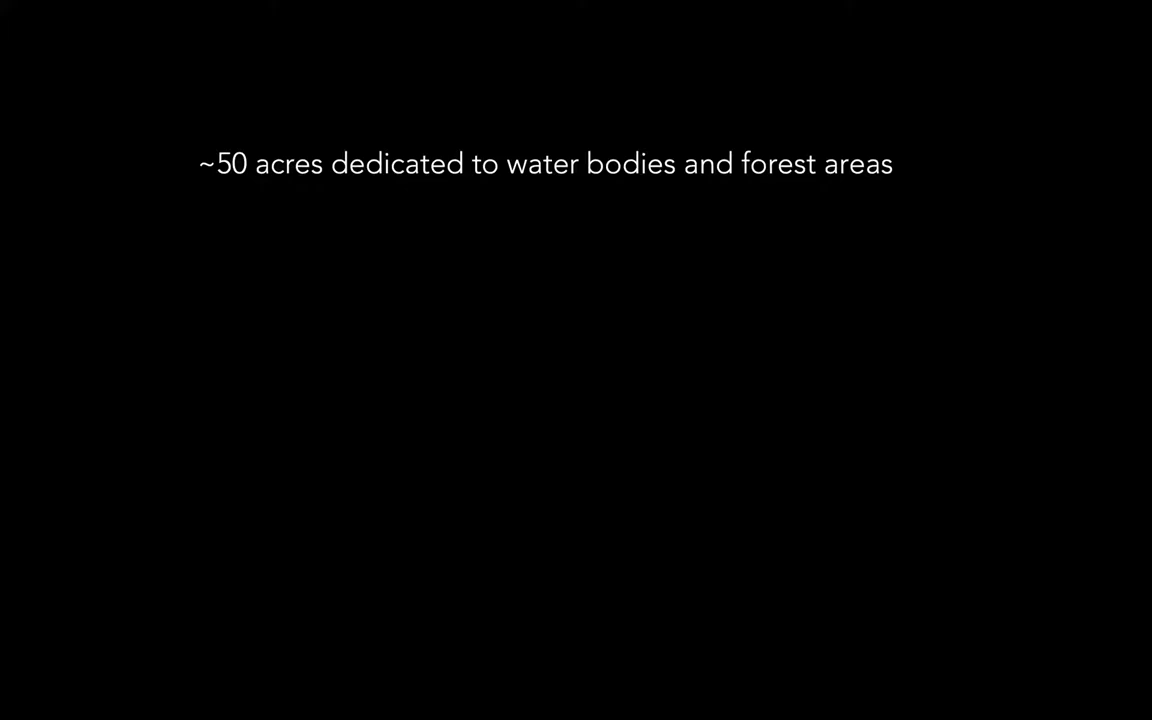 ~50 acres dedicated to water bodies and forest areas